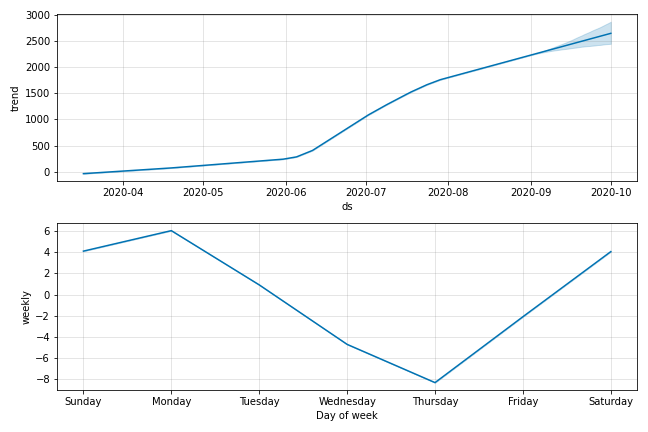 3000
2500
2000
1500
1000
500
0
trend
2020-04 2020-05 2020-06 2020-07 2020-08 2020-09 2020-10
ds
6
4
2
0
−2
−4
−6
−8
weekly
Sunday Monday Tuesday Wednesday Thursday Friday Saturday
Day of week